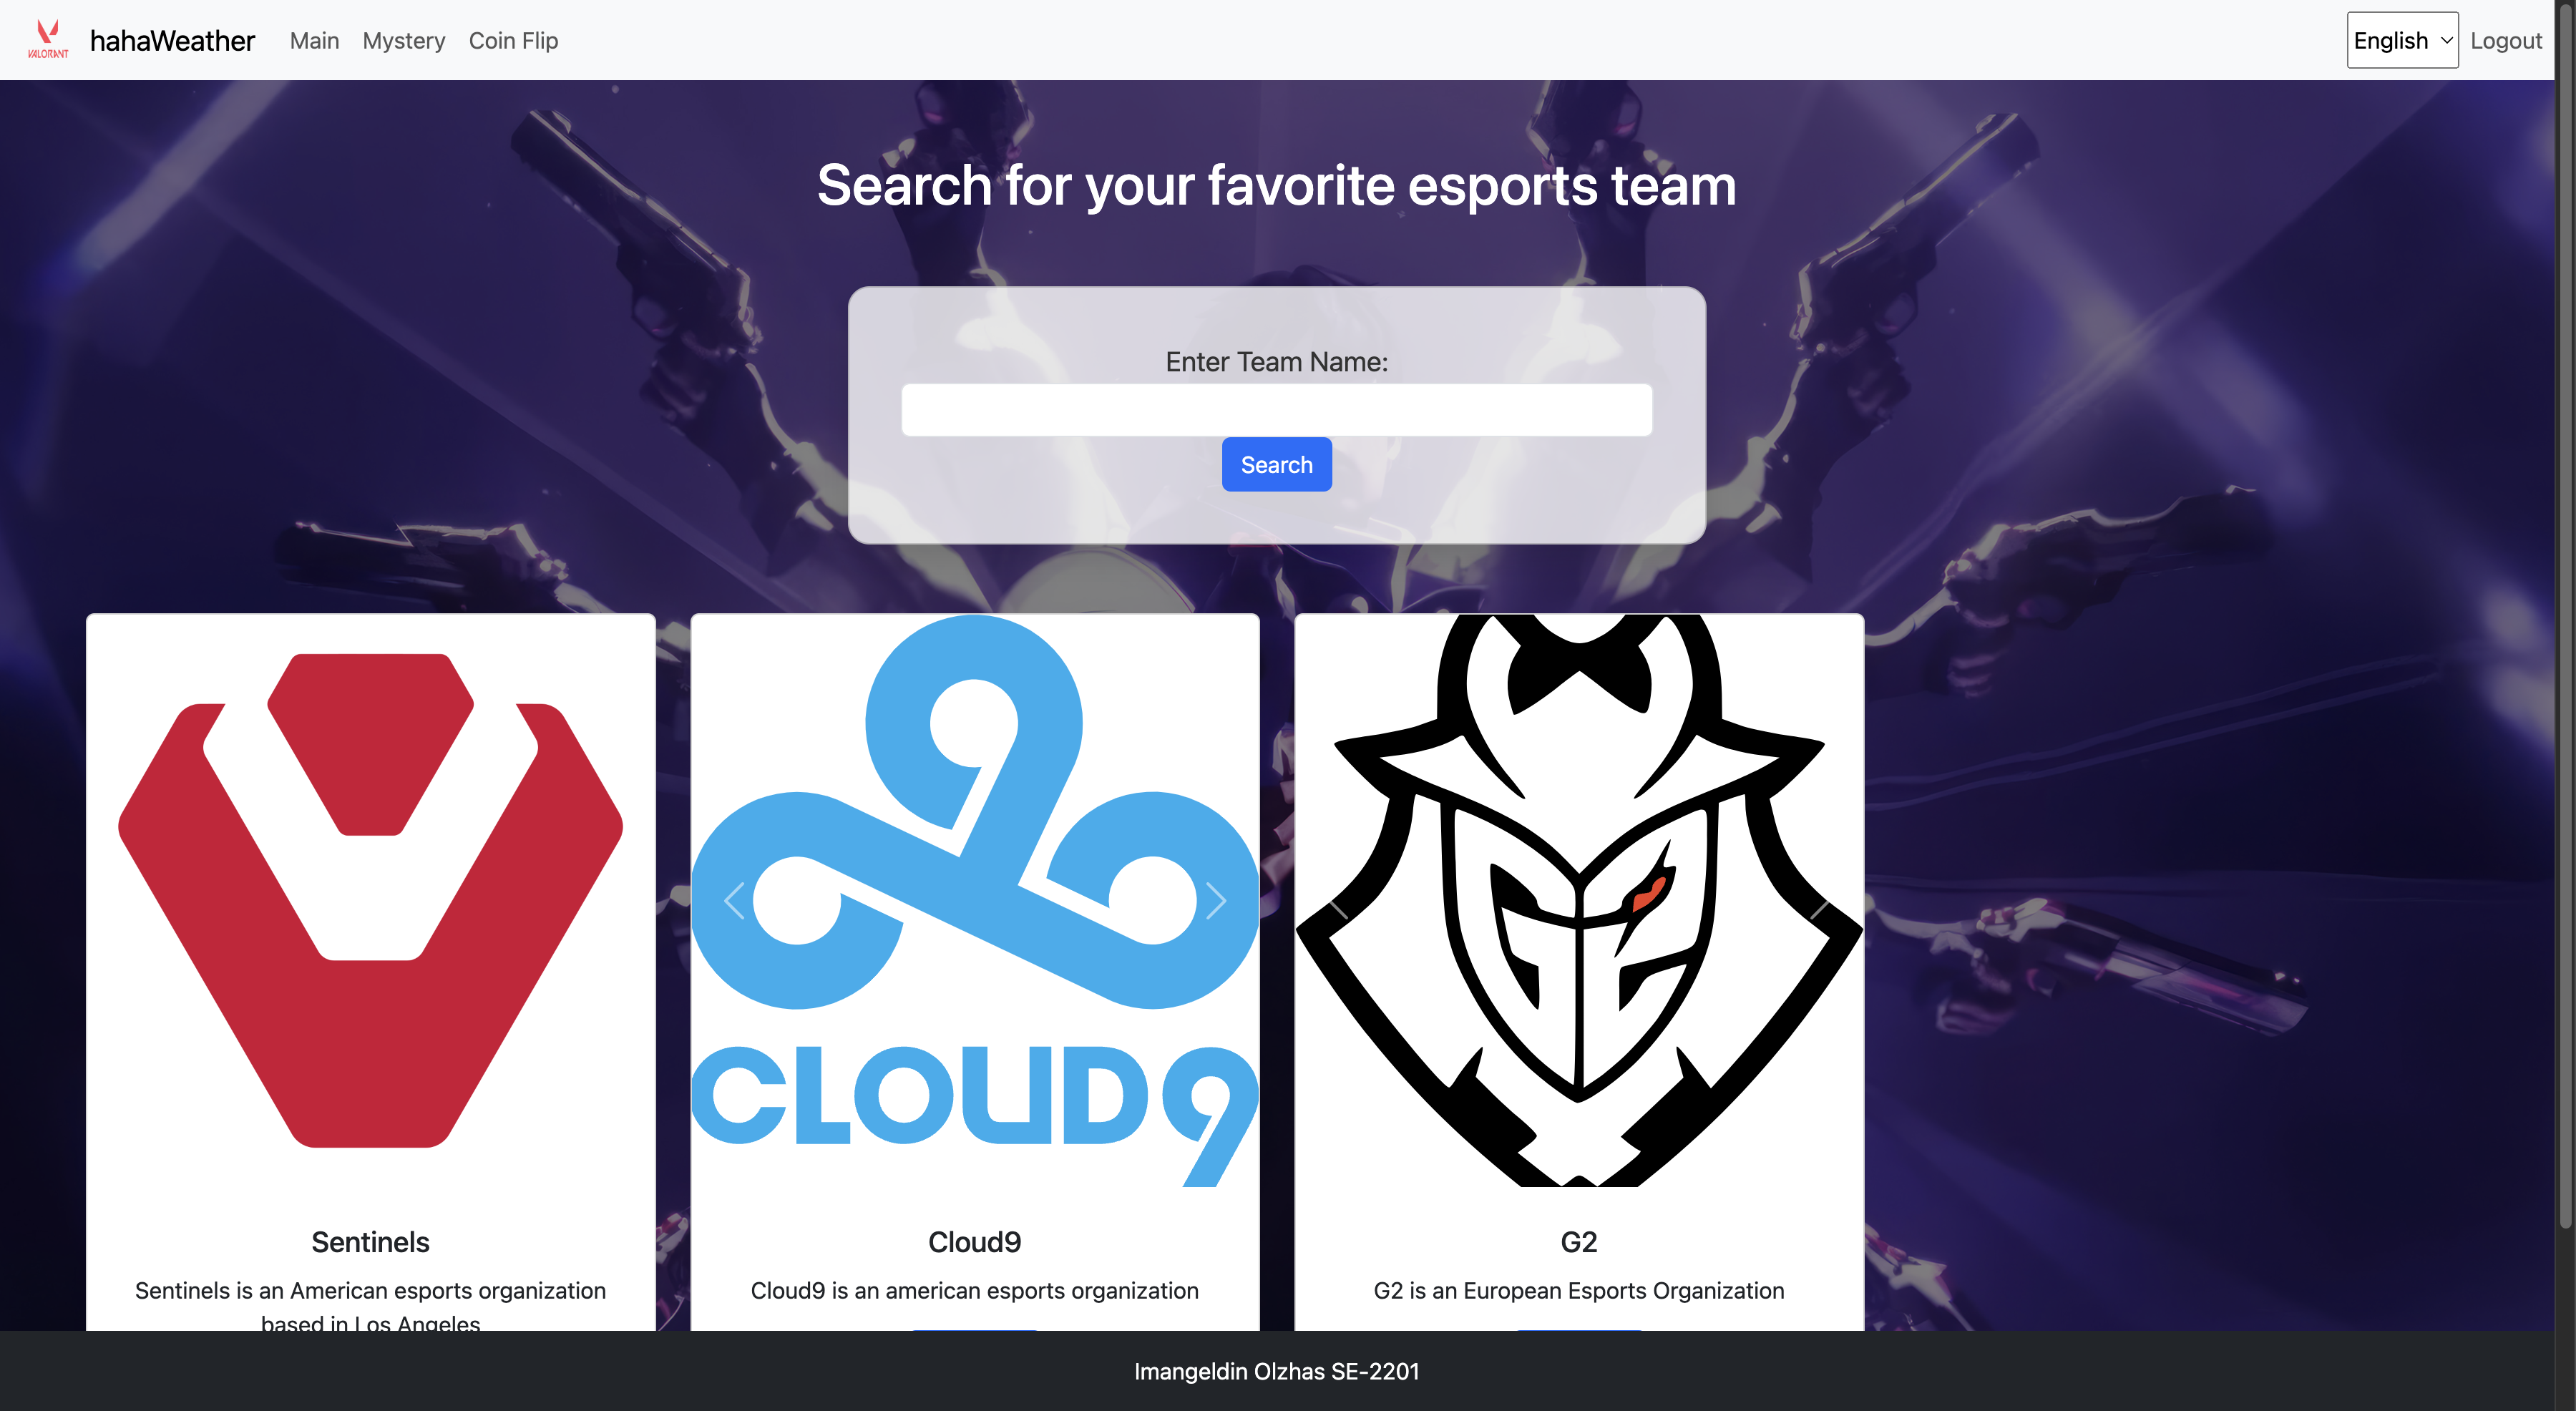 VALORANT
hahaWeather
Main
Mystery
Coin Flip
English
Logout
Search for your favorite esports team
Enter Team Name:
Search
CLOUD9
G2
Sentinels
Sentinels is an American esports organization
based in Los Angeles
Cloud9
Cloud9 is an american esports organization
G2
G2 is an European Esports Organization
Imangeldin Olzhas SE-2201